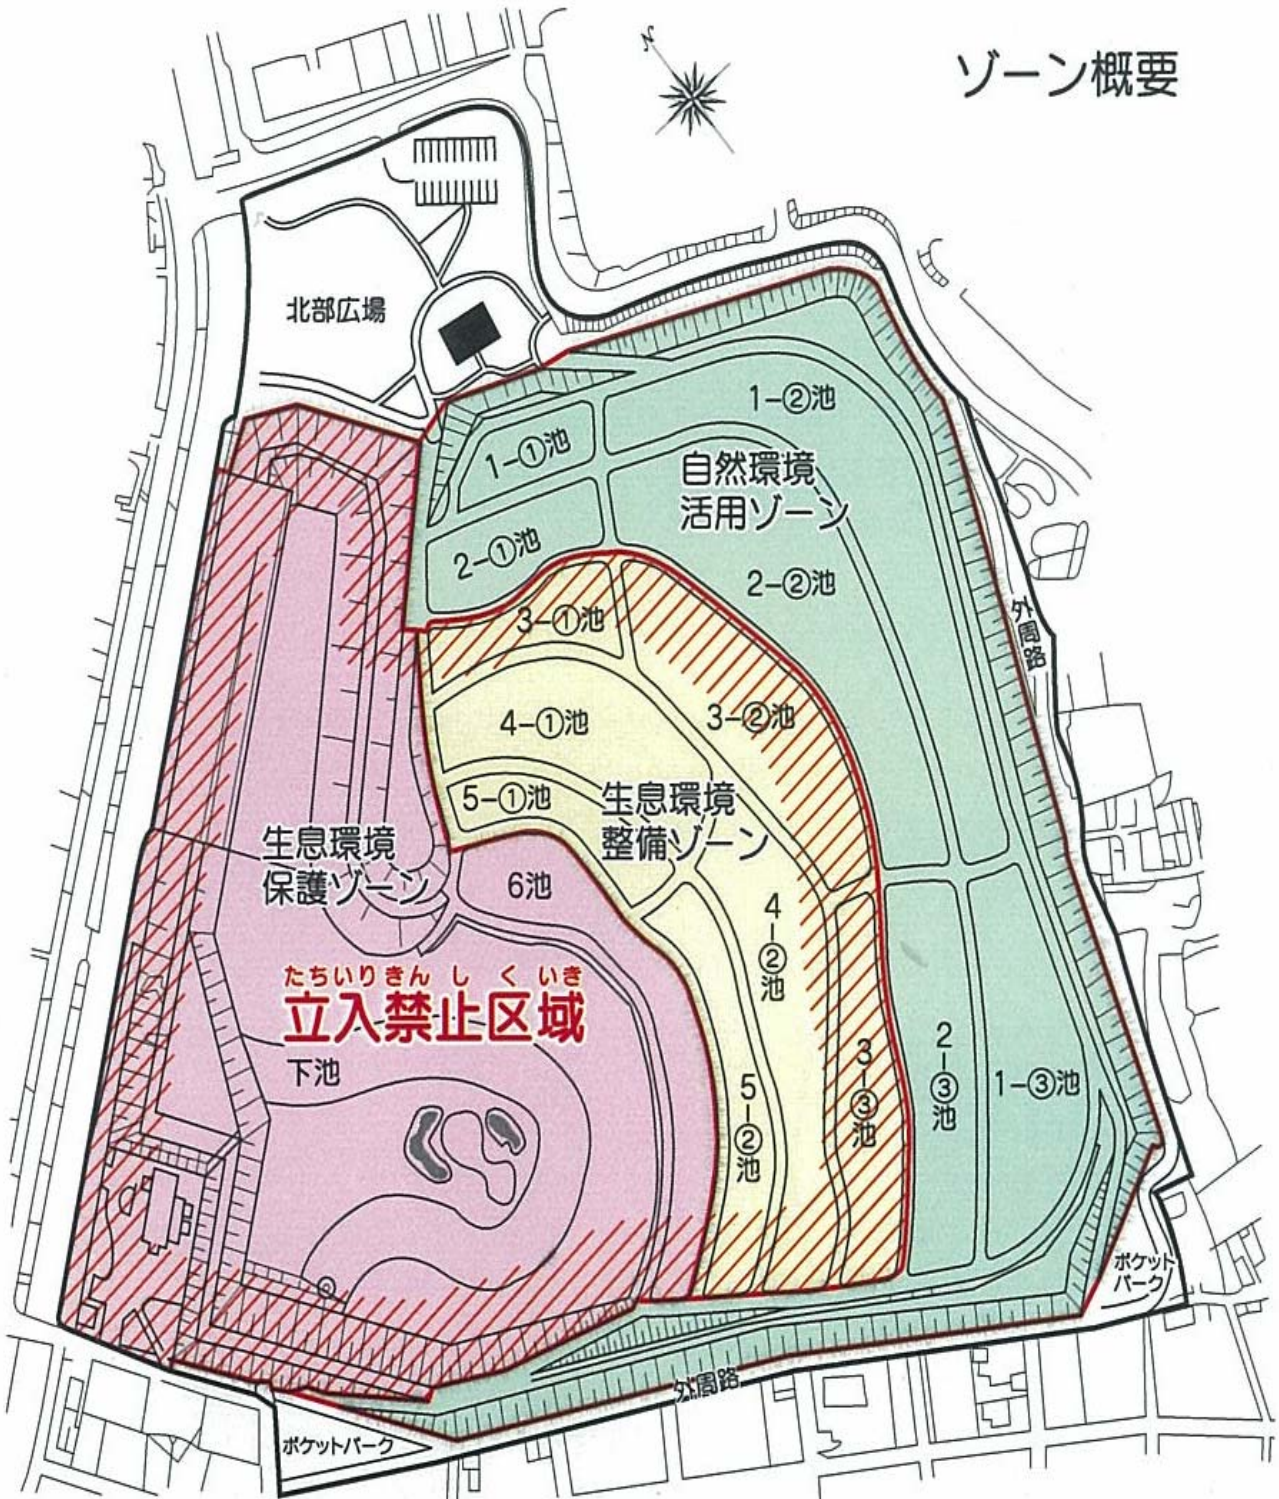 N
ゾーン概要
北部広場
1-②池
1-①池
自然環境
活用ゾーン
2-①池
2-②池
3-①池
外周路
3-②池
4-①池
5-①池
生息環境
整備ゾーン
生息環境
保護ゾーン
6池
4-②池
たちいりきんしくいき
立入禁止区域
下池
3-③池
2-③池
1-③池
5-②池
ポケット
パーク
外周路
ポケットパーク